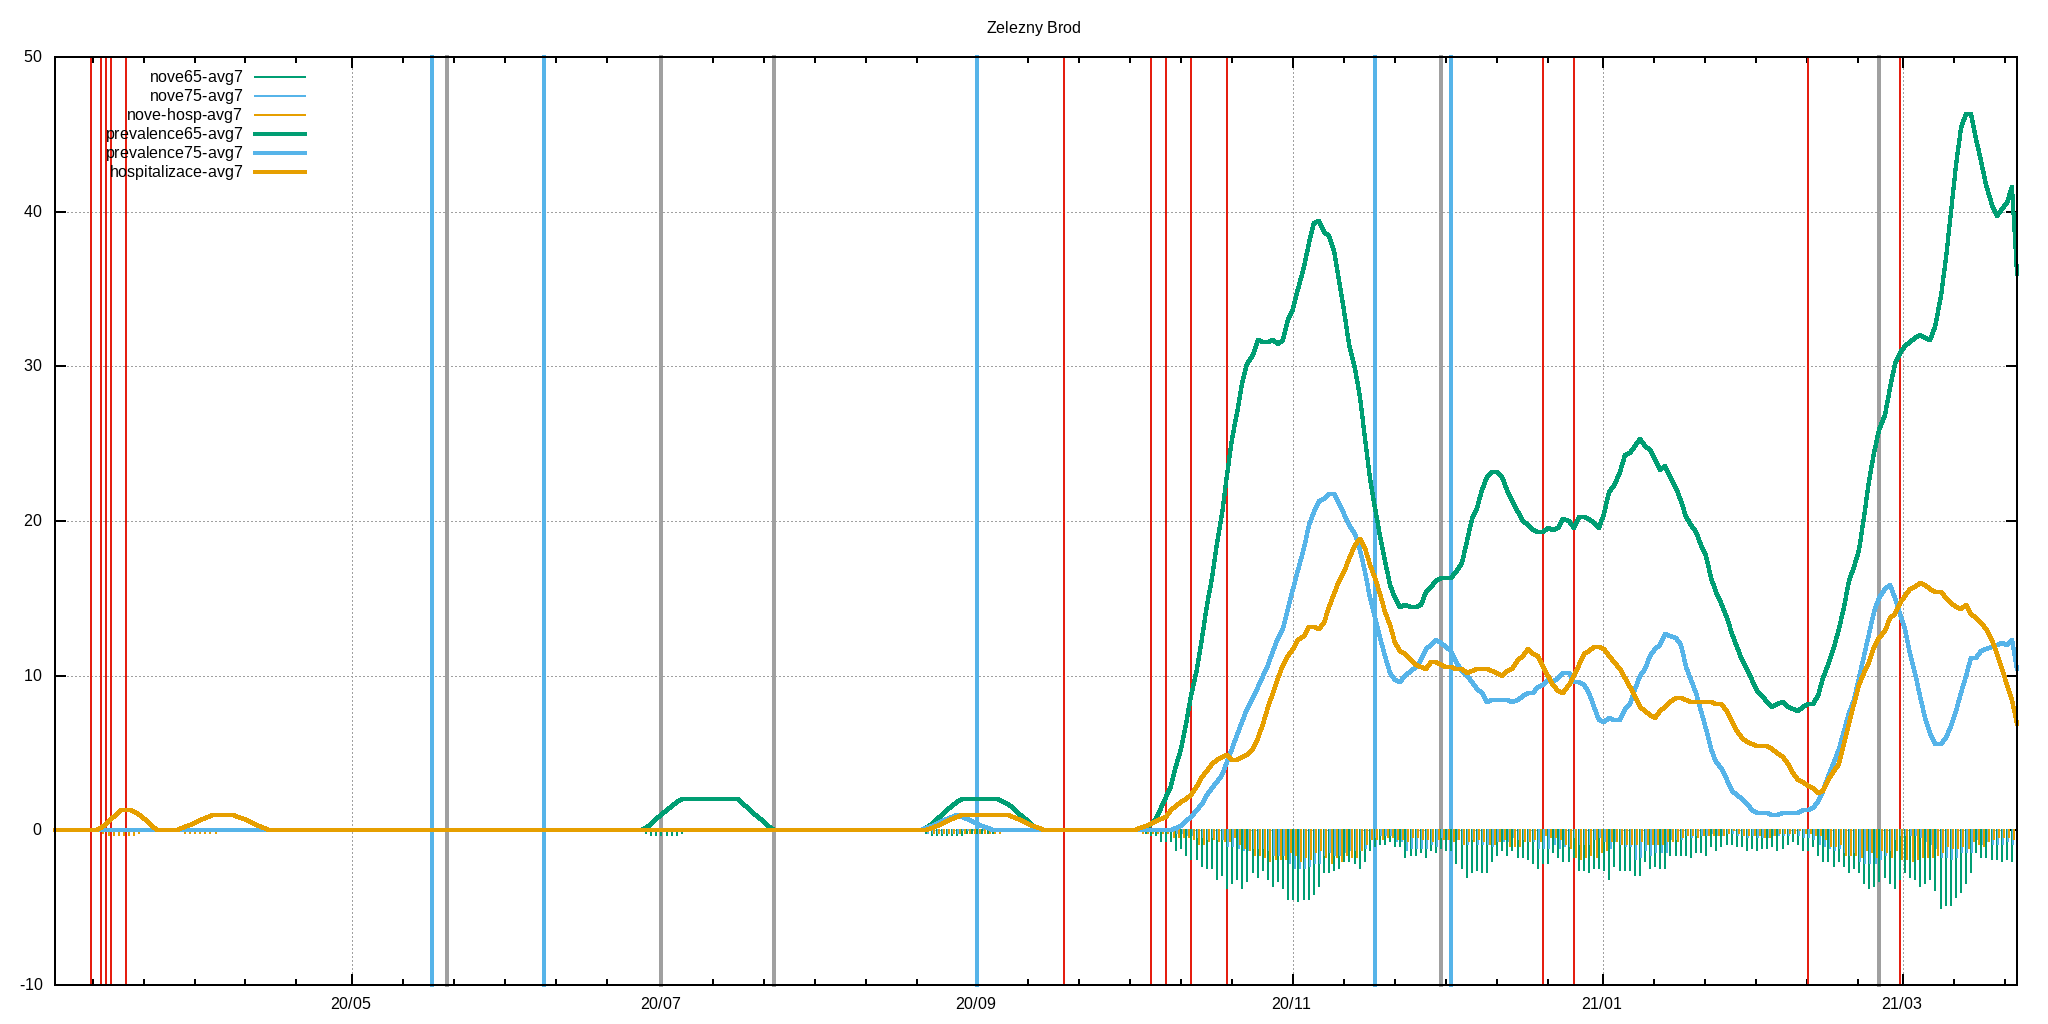 Zelezny Brod
50
nove65-avg7
nove75-avg7
nove-hosp-avg7
prevalence65-avg7
prevalence75-avg7
hospitalizace-avg7
40
30
20
10
0
-10
20/05 20/07 20/09 20/11 21/01 21/03